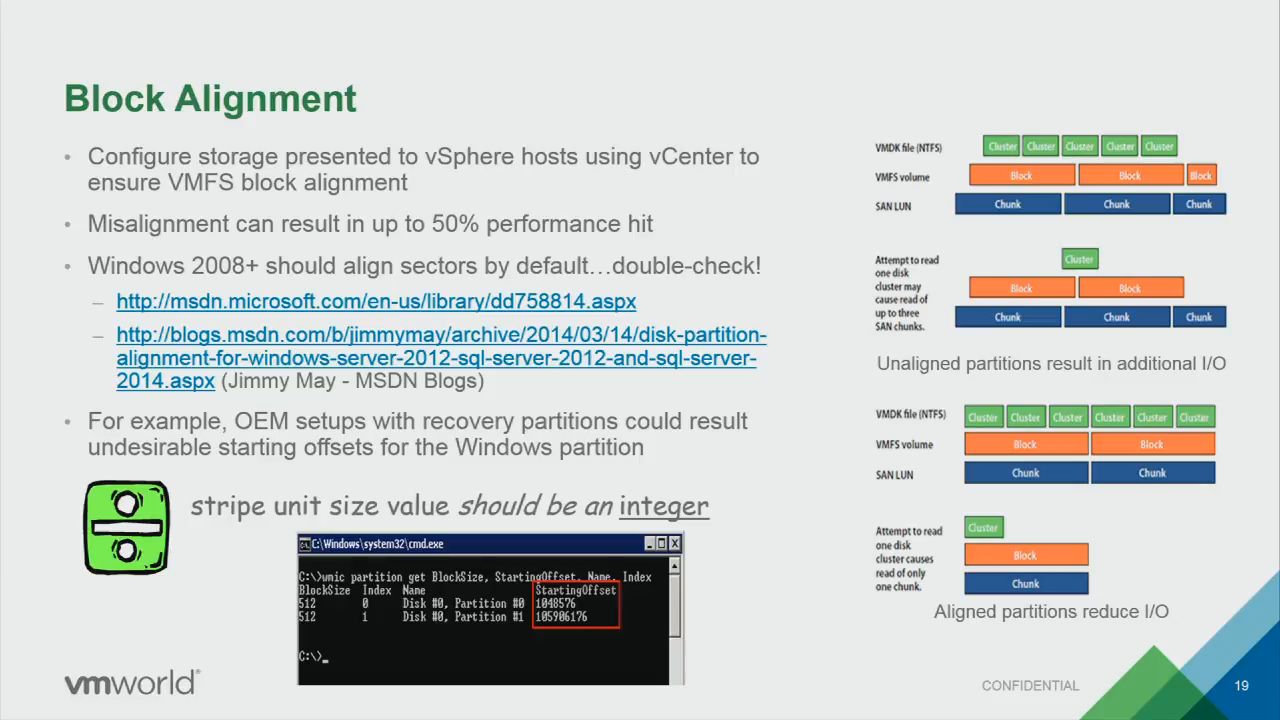 Block Alignment
• Configure storage presented to vSphere hosts using vCenter to
ensure VMFS block alignment
• Misalignment can result in up to 50% performance hit
• Windows 2008+ should align sectors by default…double-check!
– http://msdn.microsoft.com/en-us/library/dd758814.aspx
– http://blogs.msdn.com/b/jimmymay/archive/2014/03/14/disk-partition-
alignment-for-windows-server-2012-sql-server-2012-and-sql-server-
2014.aspx (Jimmy May - MSDN Blogs)
• For example, OEM setups with recovery partitions could result
undesirable starting offsets for the Windows partition
stripe unit size value should be an integer
C:\Windows\system32\cmd.exe
C:\>wmic partition get BlockSize, StartingOffset, Name, Index
BlockSize Index Name StartingOffset
512 0 Disk #0, Partition #0 1048576
512 1 Disk #0, Partition #1 105906176
C:\>_
VMDK file (NTFS) Cluster Cluster Cluster Cluster Cluster
VMFS volume Block Block Block
SAN LUN Chunk Chunk Chunk
Cluster
Attempt to read
one disk
cluster may
cause read of
up to three
SAN chunks.
Block Block
Chunk Chunk Chunk
Unaligned partitions result in additional I/O
VMDK file (NTFS) Cluster Cluster Cluster Cluster Cluster Cluster
VMFS volume Block Block
SAN LUN Chunk Chunk
Attempt to read
one disk
cluster causes
read of only
one chunk.
Cluster
Block
Chunk
Aligned partitions reduce I/O
vmworld®
CONFIDENTIAL
19